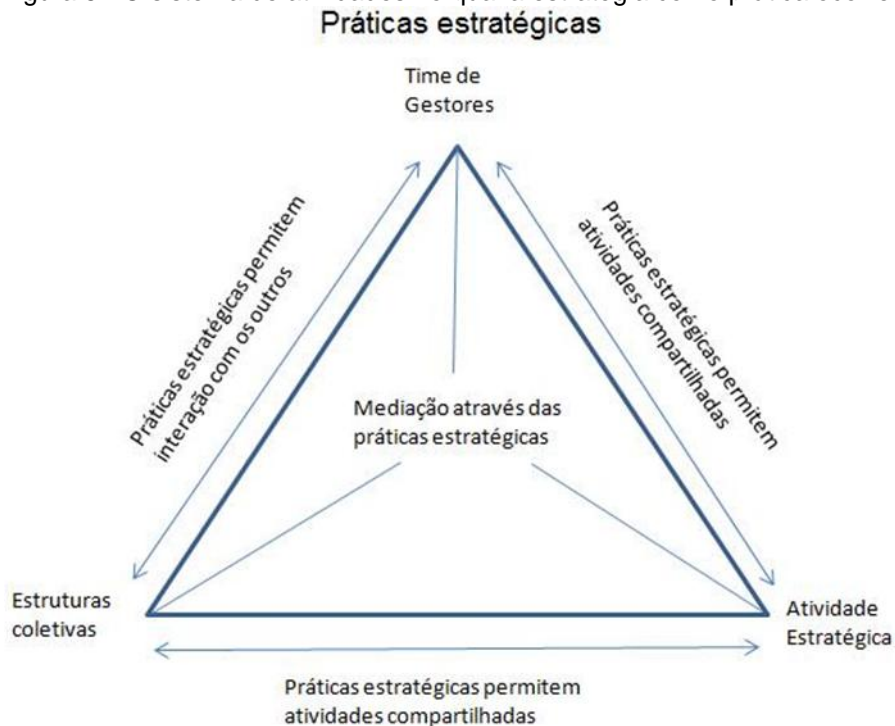 Práticas estratégicas
Time de
Gestores
Práticas estratégicas permitem
interação com os outros
Práticas estratégicas permitem
atividades compartilhadas
Mediação através das
práticas estratégicas
Estruturas
coletivas
Atividade
Estratégica
Práticas estratégicas permitem
atividades compartilhadas